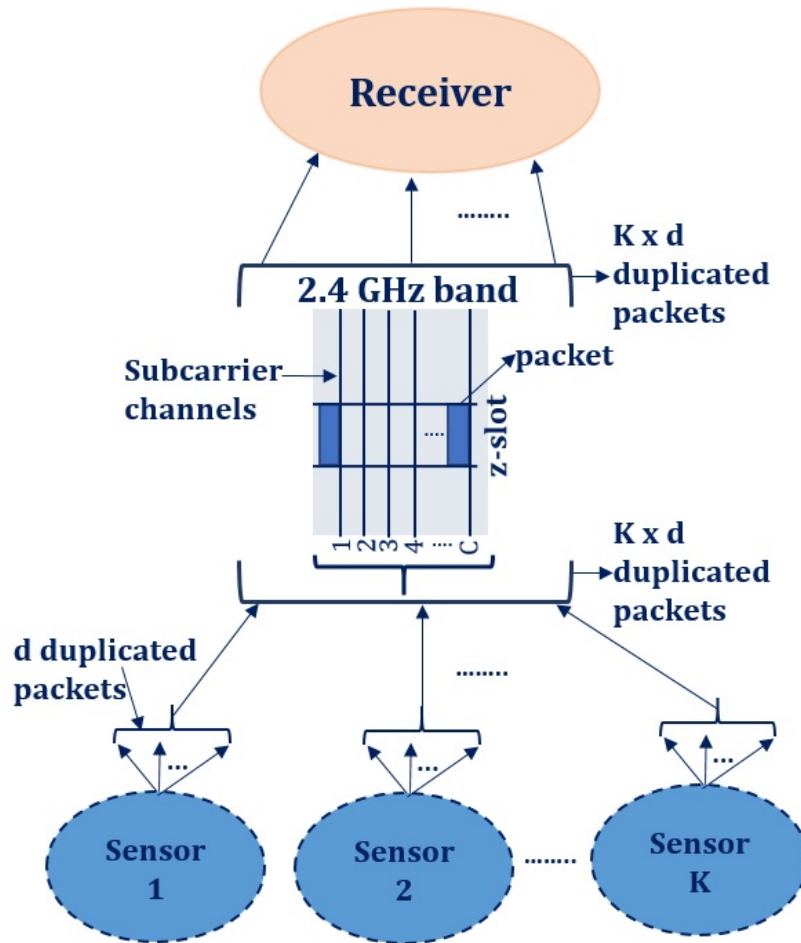 Receiver
........
K x d
duplicated
packets
2.4 GHz band
Subcarrier
channels
packet
....
z-slot
1
2
3
4
....
C
K x d
duplicated
packets
d duplicated
packets
........
...
...
...
Sensor
1
Sensor
2
........
Sensor
K